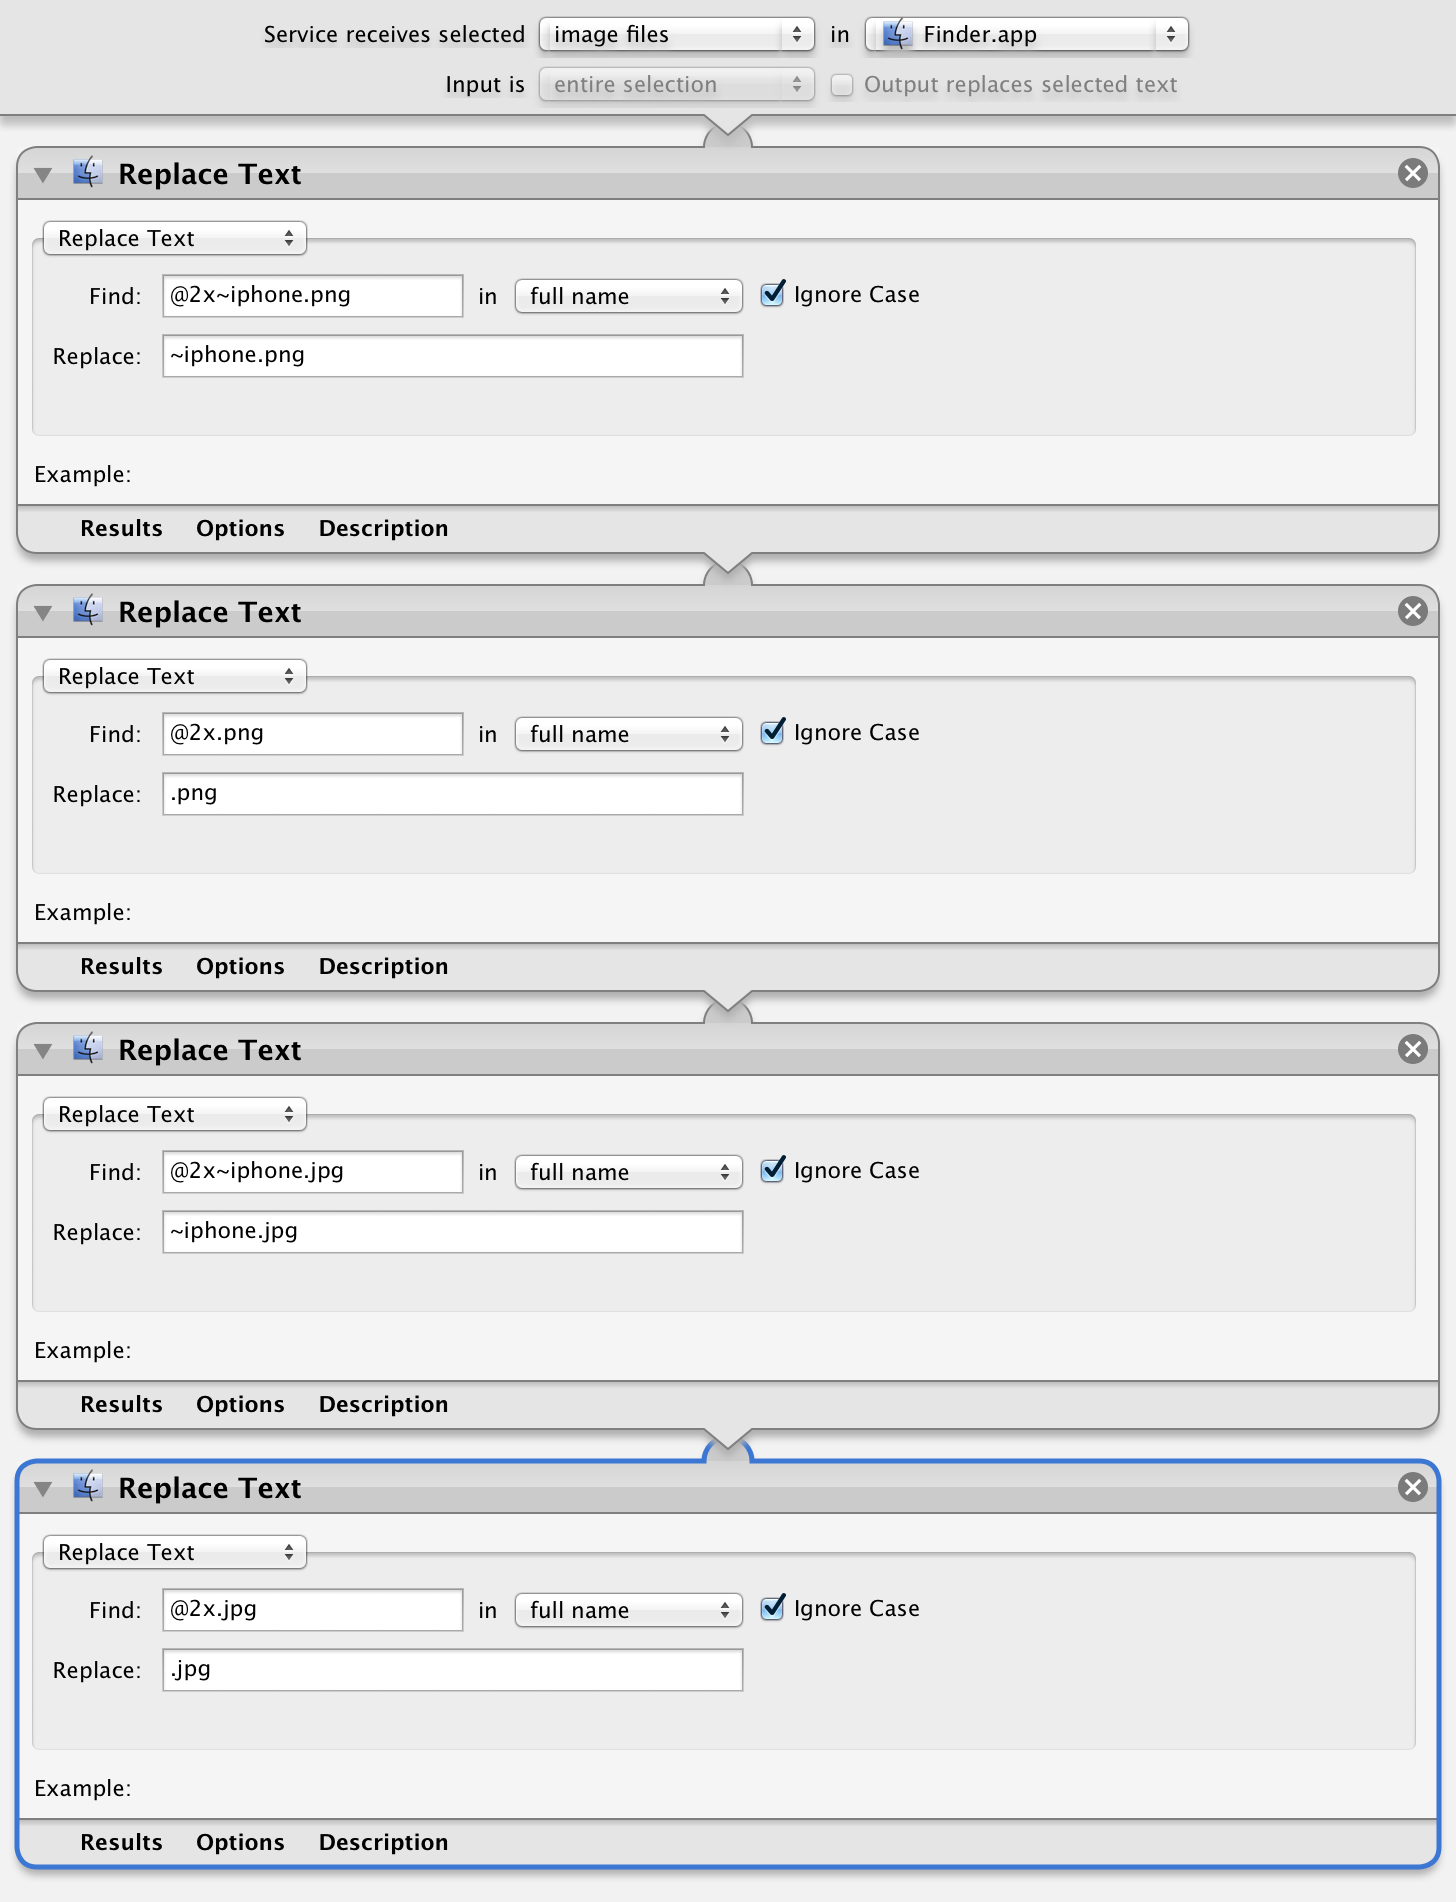 Service receives selected image files in Finder.app
Input is entire selection Output replaces selected text
Replace Text
Replace Text
Find: @2x~iphone.png in full name Ignore Case
Replace: ~iphone.png
Example:
Results Options Description
Replace Text
Replace Text
Find: @2x.png in full name Ignore Case
Replace: .png
Example:
Results Options Description
Replace Text
Replace Text
Find: @2x~iphone.jpg in full name Ignore Case
Replace: ~iphone.jpg
Example:
Results Options Description
Replace Text
Replace Text
Find: @2x.jpg in full name Ignore Case
Replace: .jpg
Example:
Results Options Description